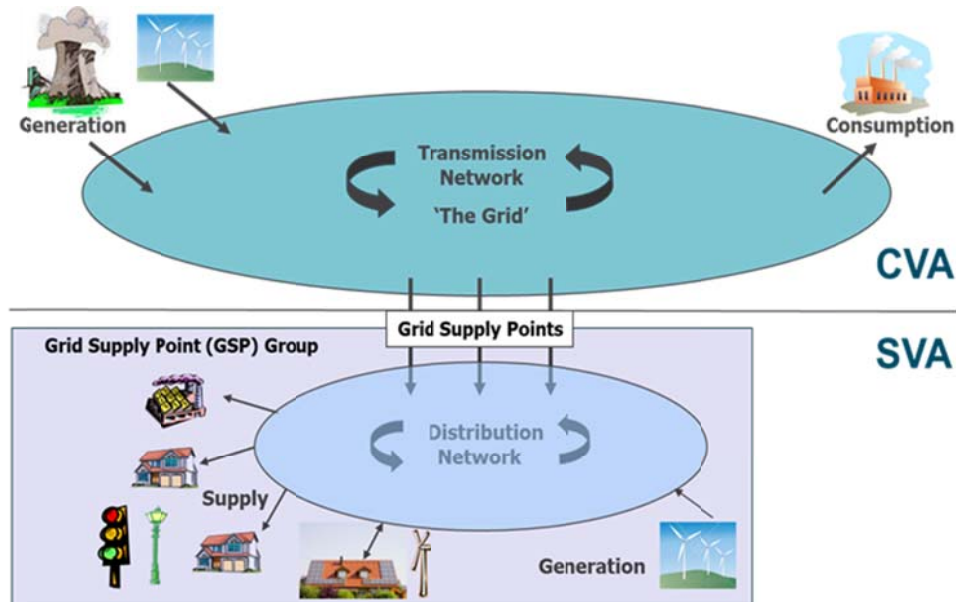 Generation
Consumption
Transmission
Network
'The Grid'
CVA
Grid Supply Points
SVA
Grid Supply Point (GSP) Group
Distribution
Network
Supply
Generation